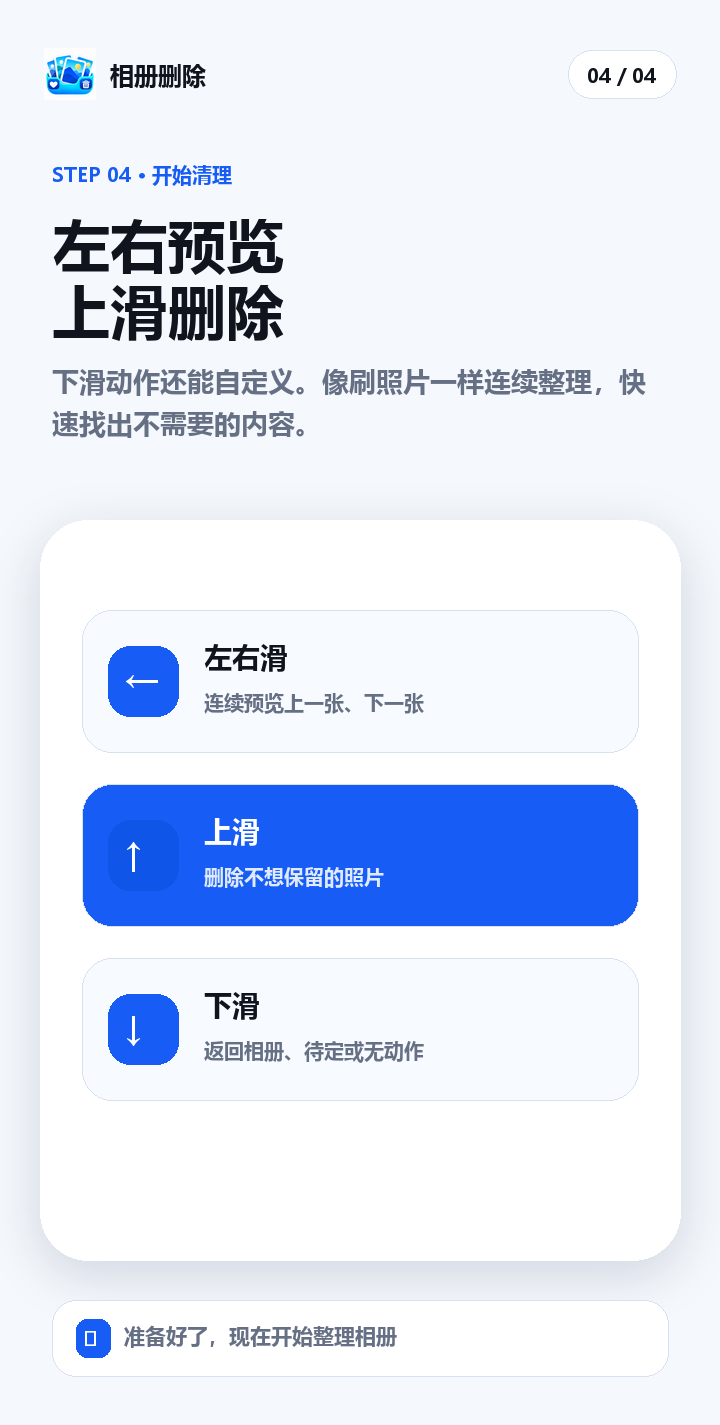 相册删除
04 / 04
STEP 04 • 开始清理
左右预览
上滑删除
下滑动作还能自定义。像刷照片一样连续整理，快
速找出不需要的内容。
←
左右滑
连续预览上一张、下一张
↑
上滑
删除不想保留的照片
↓
下滑
返回相册、待定或无动作
准备好了，现在开始整理相册